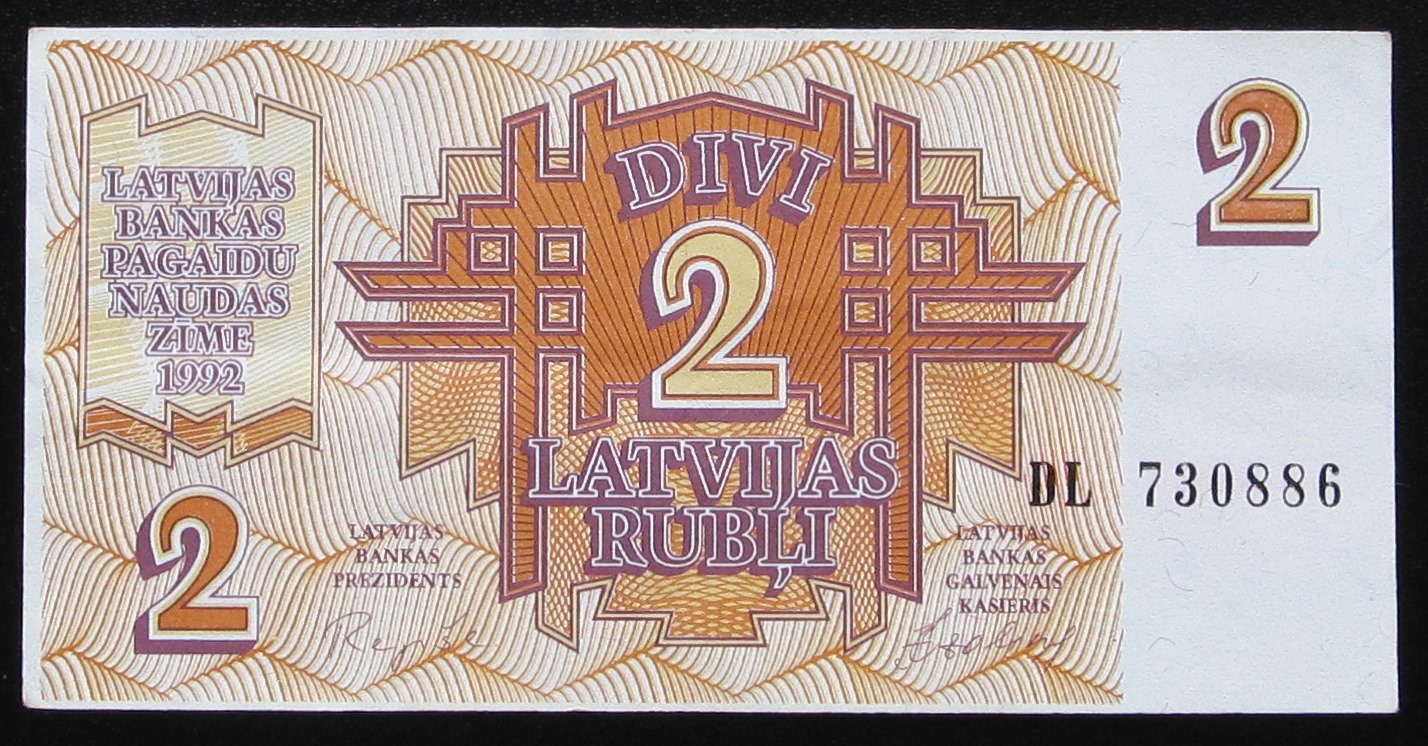 LATVIJAS
BANKAS
PAGAIDU
NAUDAS
ZĪME
1992
2
DIVI
2
LATVIJAS
RUBĻI
2
DL 730886
LATVIJAS
BANKAS
PREZIDENTS
LATVIJAS
BANKAS
GALVENAIS
KASIERIS